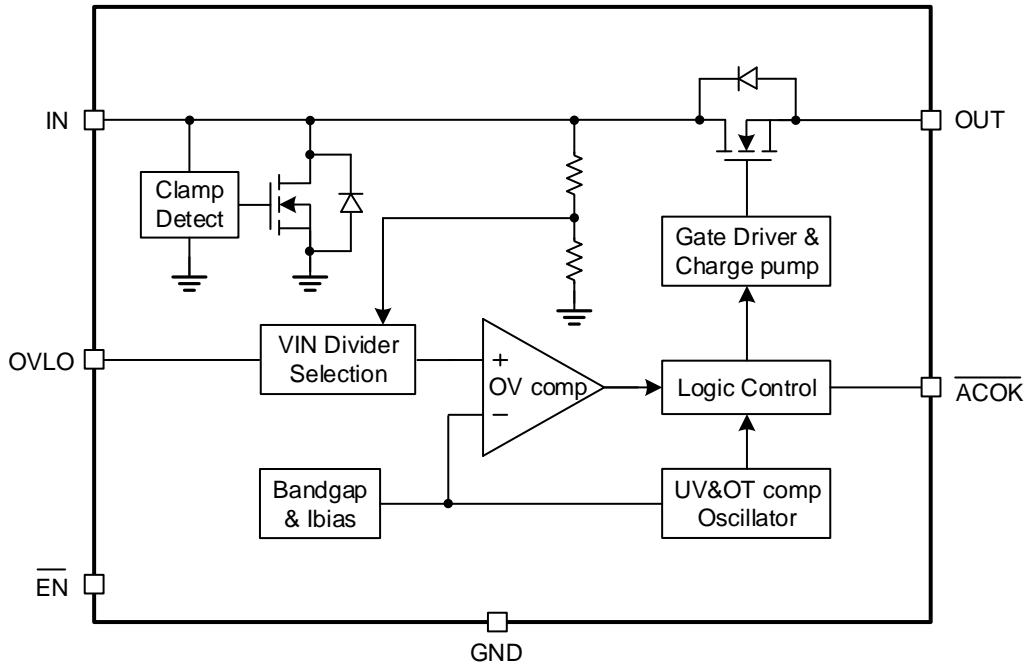 IN
OUT
Clamp
Detect
Gate Driver &
Charge pump
OVLO
VIN Divider
Selection
+
OV comp
−
Logic Control
ACOK
Bandgap
& Ibias
UV&OT comp
Oscillator
EN
GND